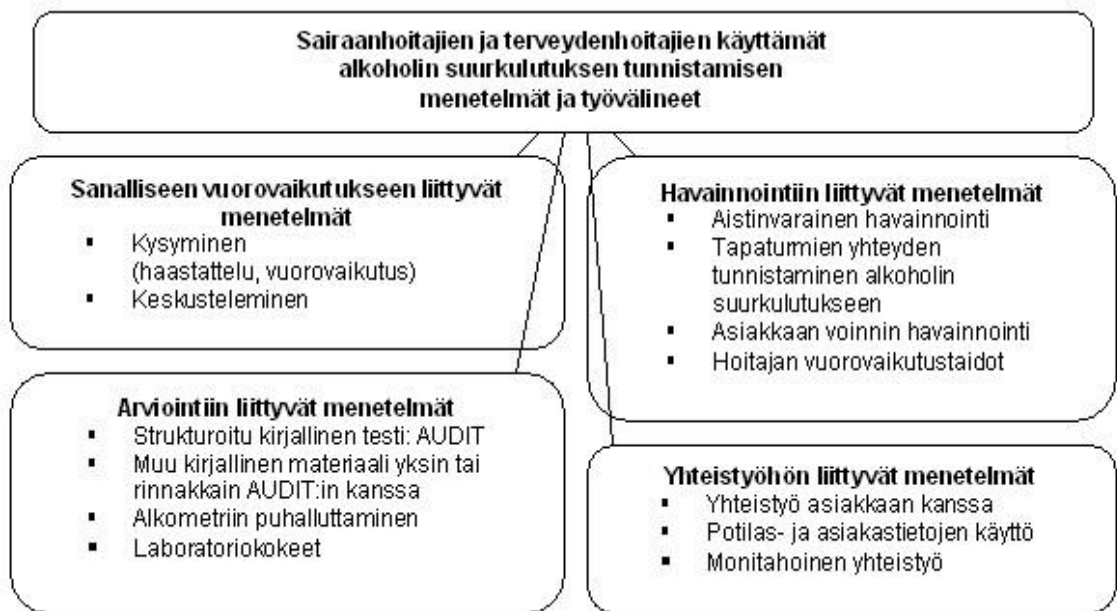 Sairaanhoitajien ja terveydenhoitajien käyttämät
alkoholin suurkulutuksen tunnistamisen
menetelmät ja työvälineet
Sanalliseen vuorovaikutukseen liittyvät
menetelmät
▪ Kysyminen
(haastattelu, vuorovaikutus)
▪ Keskusteleminen
Havainnointiin liittyvät menetelmät
▪ Aistinvarainen havainnointi
▪ Tapaturmien yhteyden
tunnistaminen alkoholin
suurkulutukseen
▪ Asiakkaan voinnin havainnointi
▪ Hoitajan vuorovaikutustaidot
Arviointiin liittyvät menetelmät
▪ Strukturoitu kirjallinen testi: AUDIT
▪ Muu kirjallinen materiaali yksin tai
rinnakkain AUDIT:in kanssa
▪ Alkometriin puhalluttaminen
▪ Laboratoriokokeet
Yhteistyöhön liittyvät menetelmät
▪ Yhteistyö asiakkaan kanssa
▪ Potilas- ja asiakastietojen käyttö
▪ Monitahoinen yhteistyö